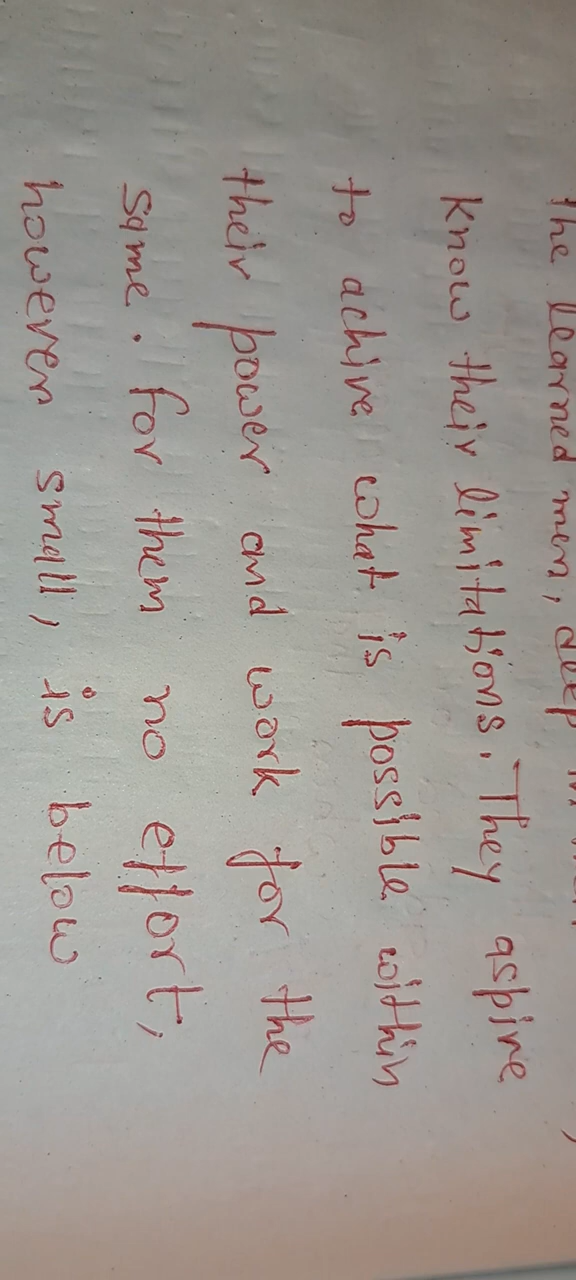 The learned men, deep
know their limitations. They aspire
to achive what is possible within
their power and work for the
same. for them no effort,
however small, is below